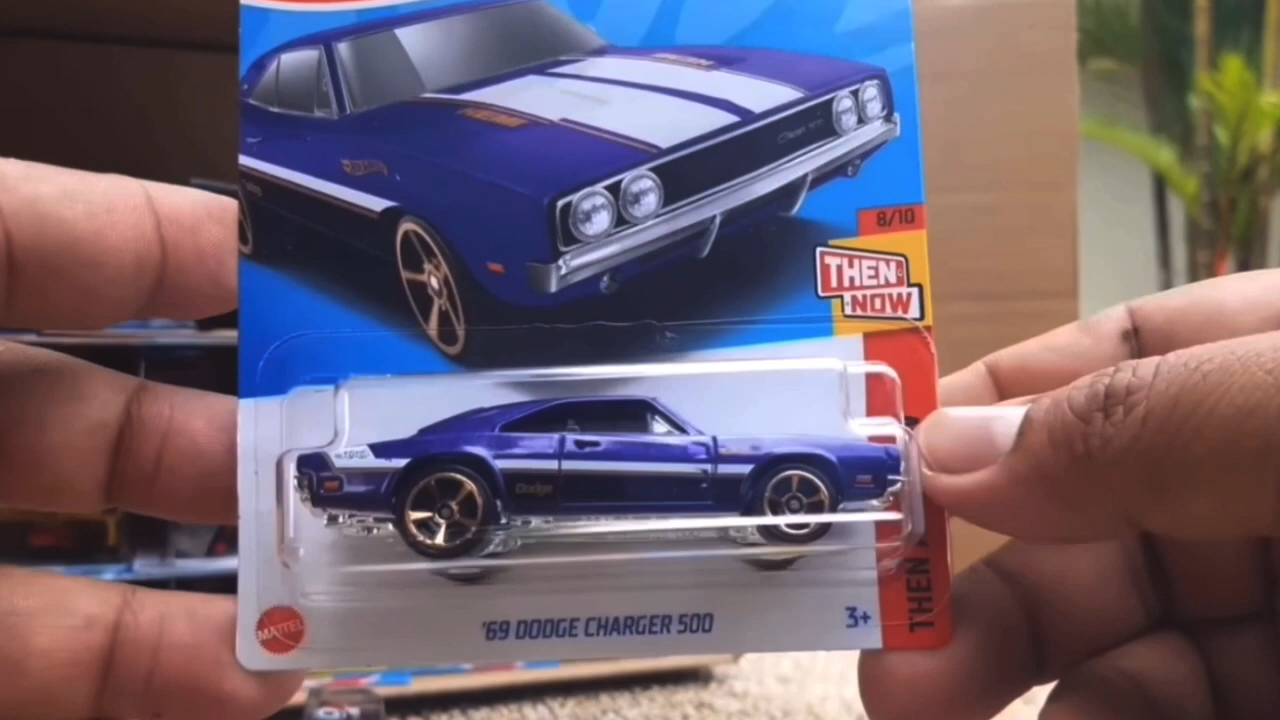 8/10
THEN
NOW
Dodge
MATTEL
'69 DODGE CHARGER 500
3+
THEN